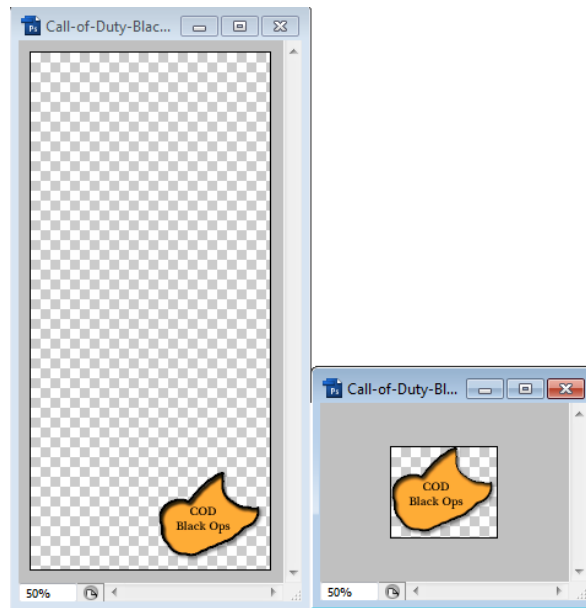 Call-of-Duty-Blac...
COD
Black Ops
50%
Call-of-Duty-Bl...
COD
Black Ops
50%